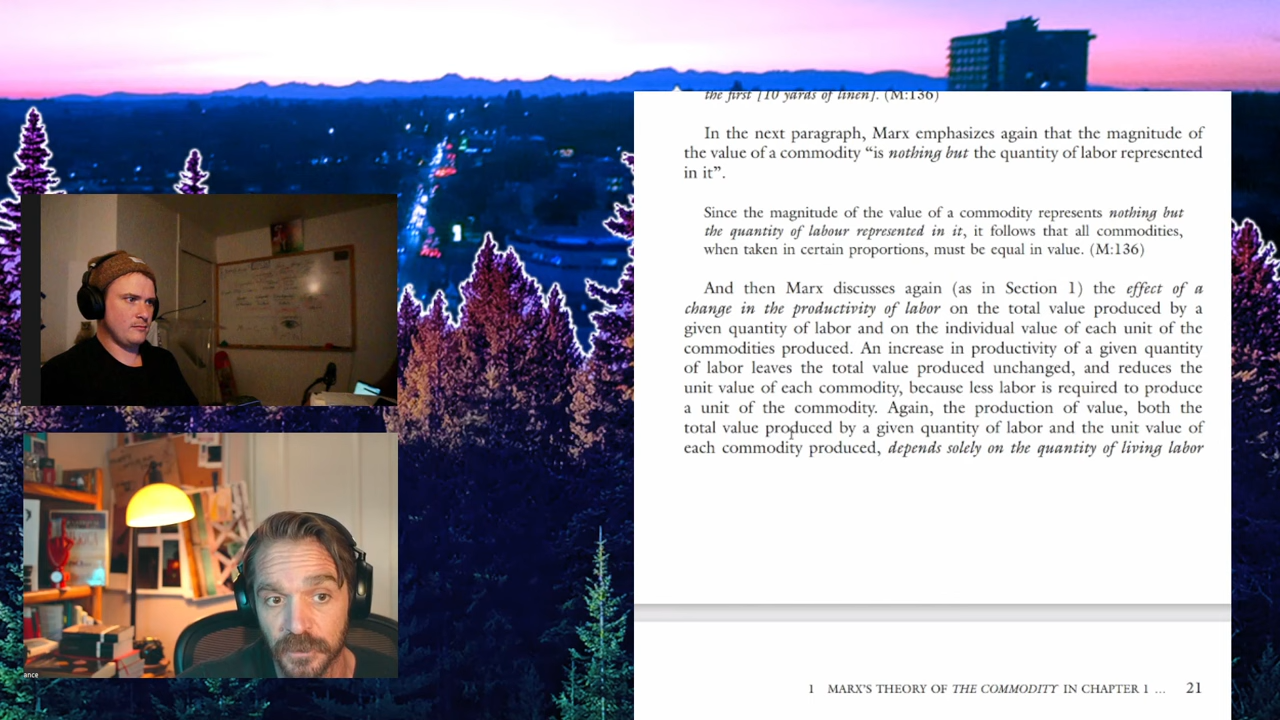 the first [10 yards of linen]. (M:136)
In the next paragraph, Marx emphasizes again that the magnitude of
the value of a commodity “is nothing but the quantity of labor represented
in it”.
Since the magnitude of the value of a commodity represents nothing but
the quantity of labour represented in it, it follows that all commodities,
when taken in certain proportions, must be equal in value. (M:136)
And then Marx discusses again (as in Section 1) the effect of a
change in the productivity of labor on the total value produced by a
given quantity of labor and on the individual value of each unit of the
commodities produced. An increase in productivity of a given quantity
of labor leaves the total value produced unchanged, and reduces the
unit value of each commodity, because less labor is required to produce
a unit of the commodity. Again, the production of value, both the
total value produced by a given quantity of labor and the unit value of
each commodity produced, depends solely on the quantity of living labor
ance
1 MARX’S THEORY OF THE COMMODITY IN CHAPTER 1 … 21